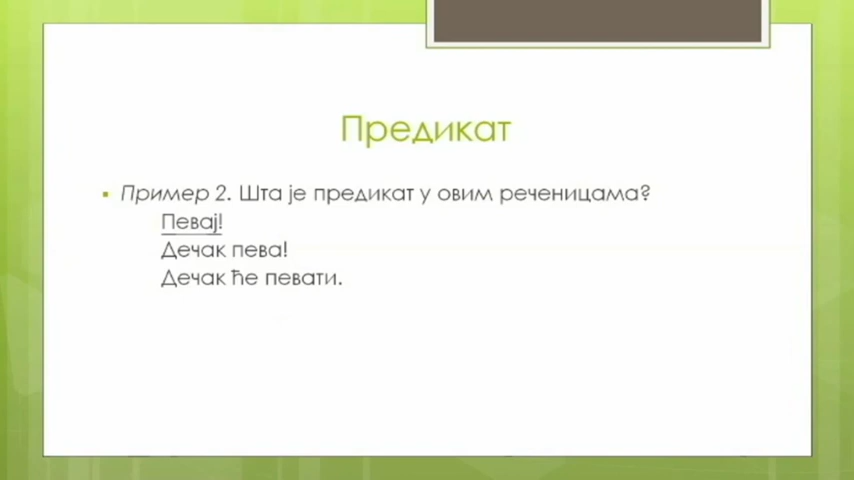 Предикат
Пример 2. Шта је предикат у овим реченицама?
Певај!
Дечак пева!
Дечак ће певати.